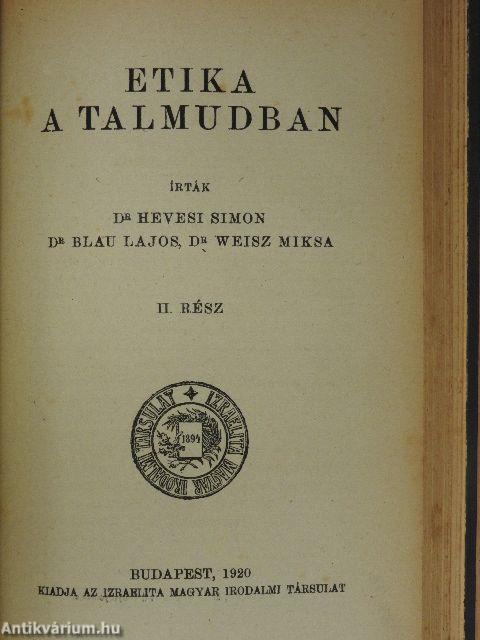 ETIKA
A TALMUDBAN
ÍRTÁK
DR HEVESI SIMON
DR BLAU LAJOS, DR WEISZ MIKSA
II. RÉSZ
IZRAELITA MAGYAR IRODALMI TÁRSULAT
1894
BUDAPEST, 1920
KIADJA AZ IZRAELITA MAGYAR IRODALMI TÁRSULAT
Antikvárium.hu